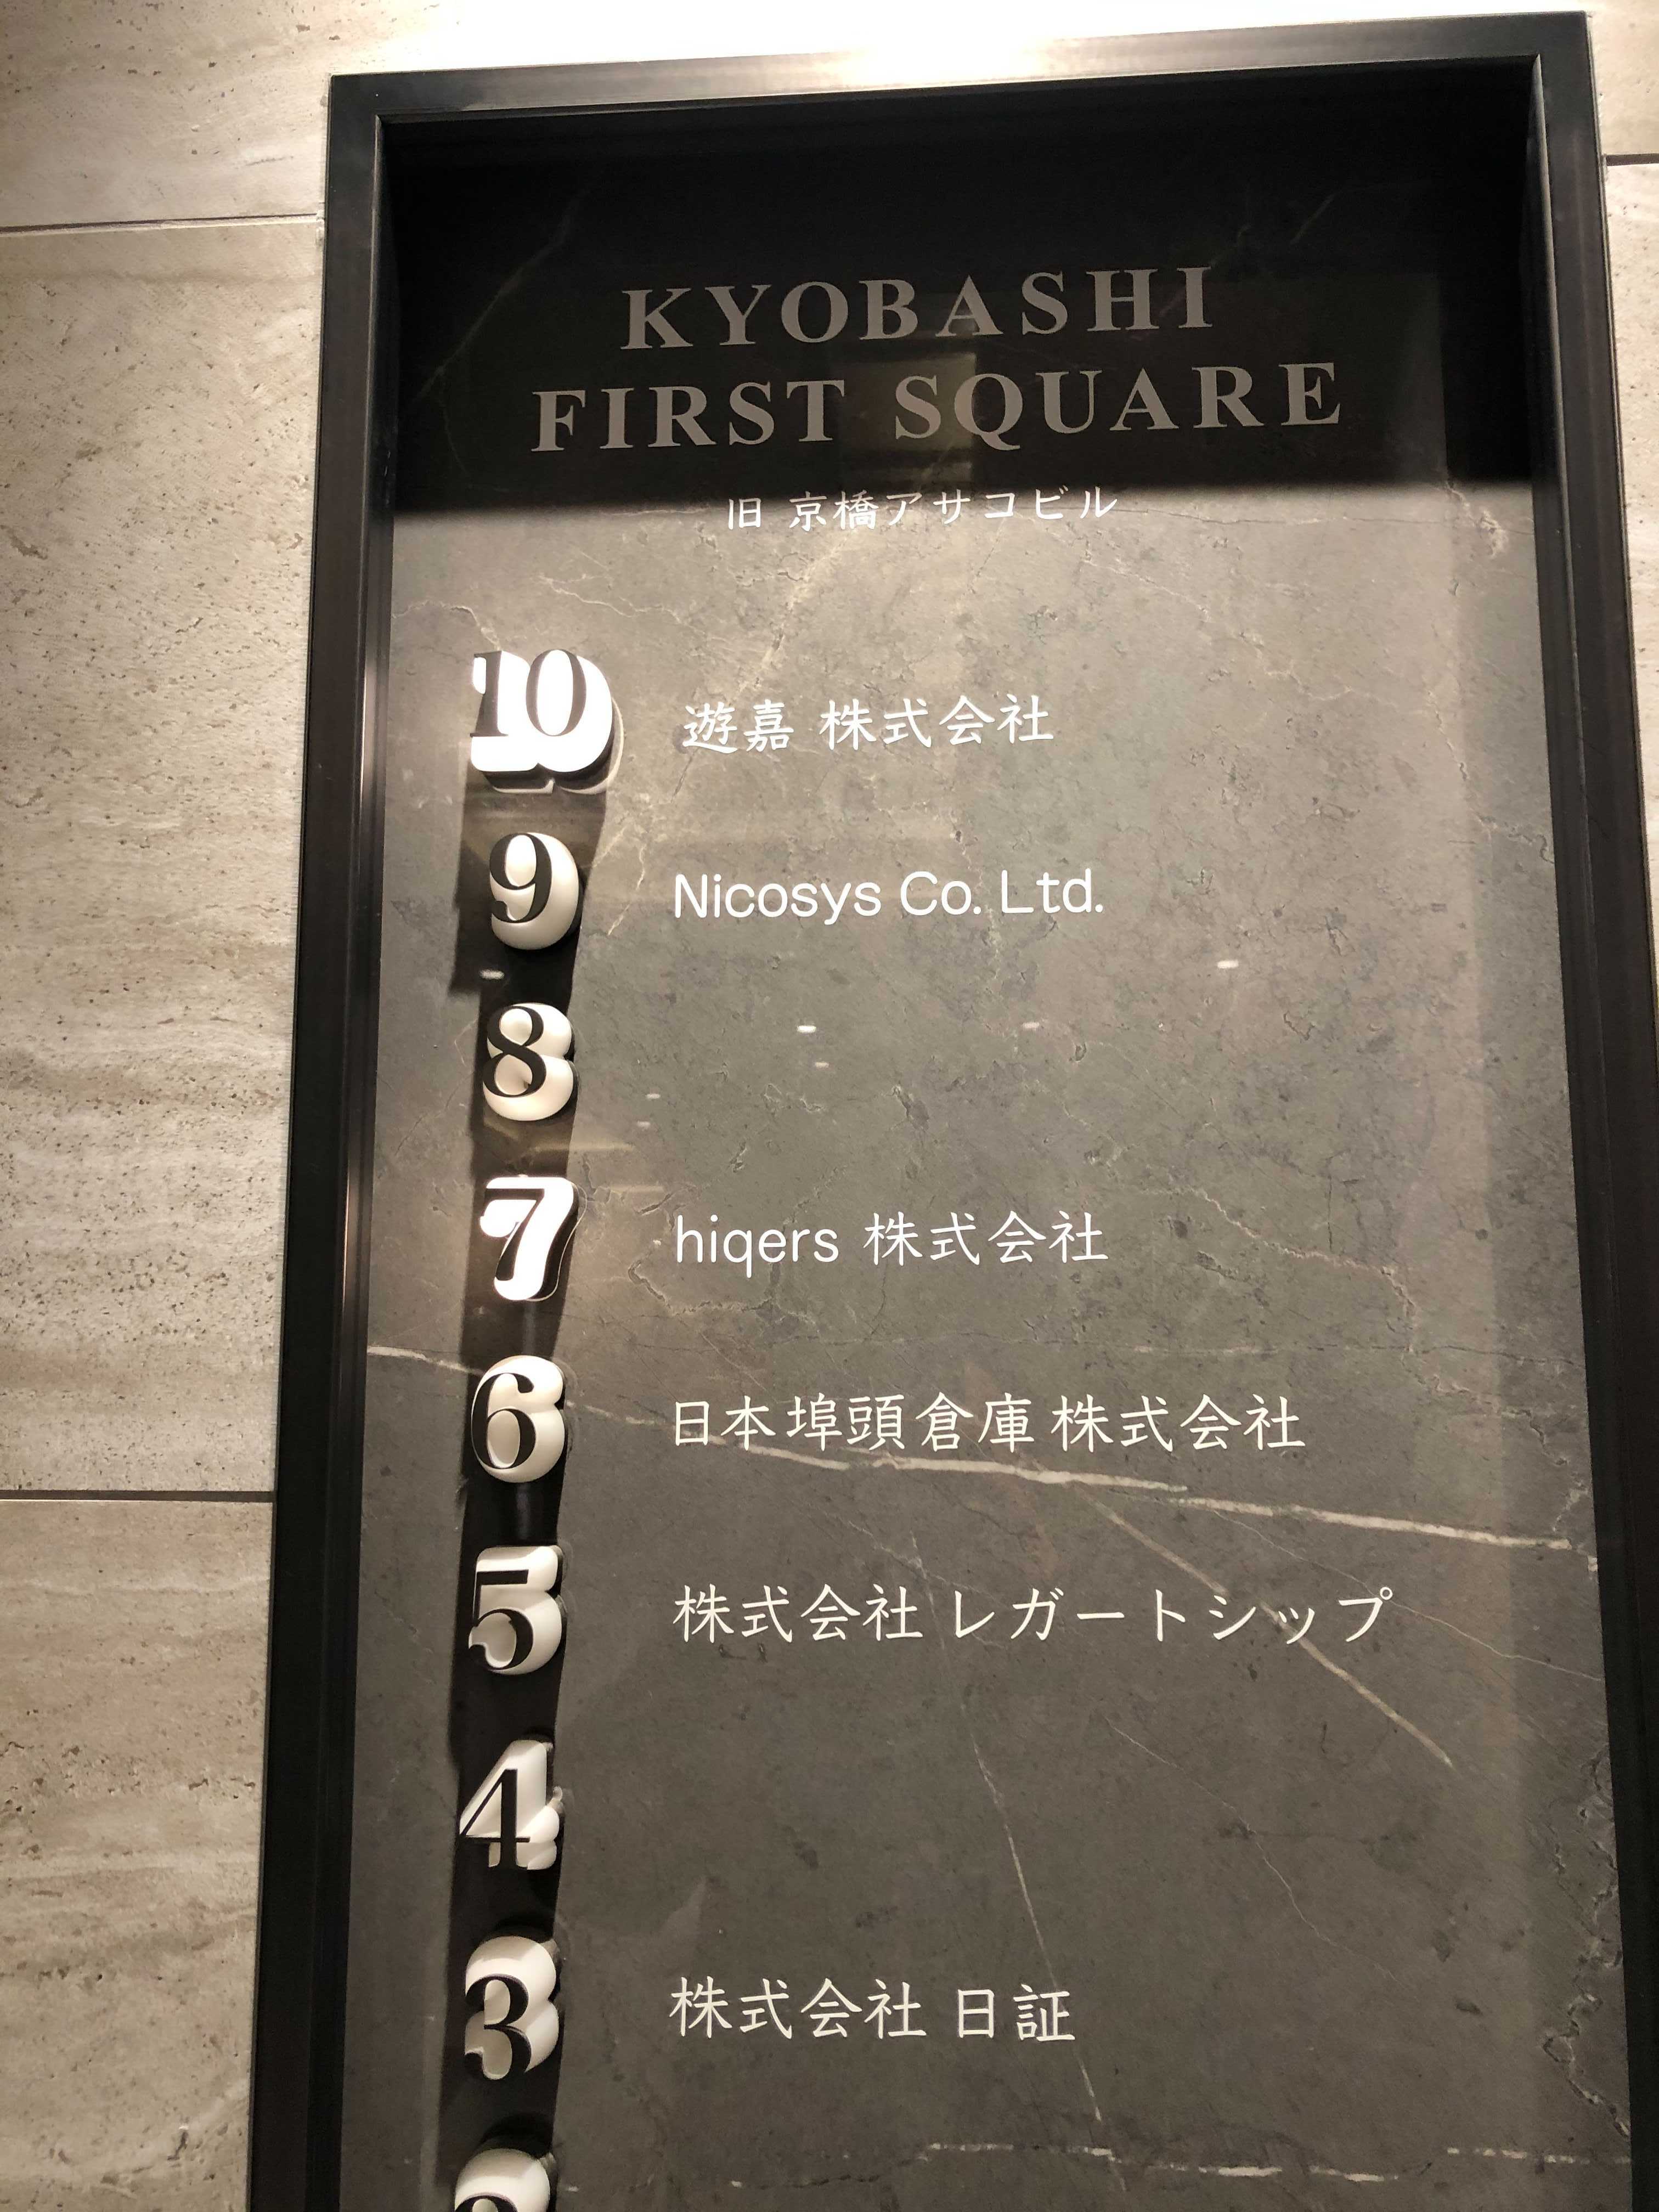 KYOBASHI
FIRST SQUARE
旧 京橋アサコビル
10 遊嘉 株式会社
9 Nicosys Co. Ltd.
8
7 hiqers 株式会社
6 日本埠頭倉庫 株式会社
5 株式会社 レガートシップ
4
3 株式会社 日証
2